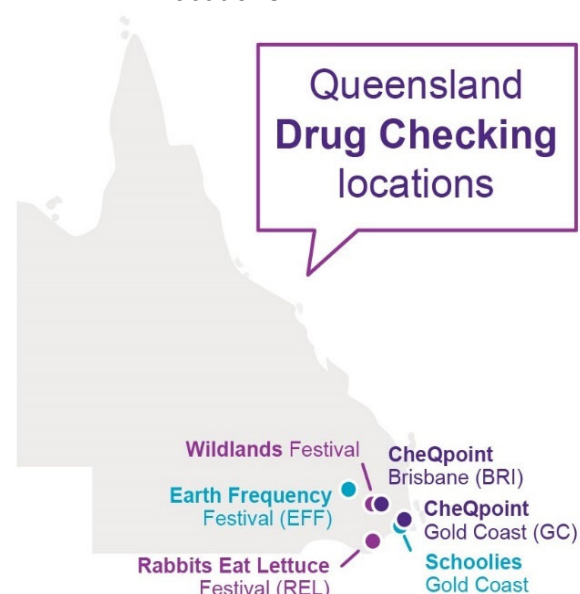 Queensland
Drug Checking
locations
Wildlands Festival
CheQpoint
Brisbane (BRI)
Earth Frequency
Festival (EFF)
CheQpoint
Gold Coast (GC)
Rabbits Eat Lettuce
Festival (REL)
Schoolies
Gold Coast